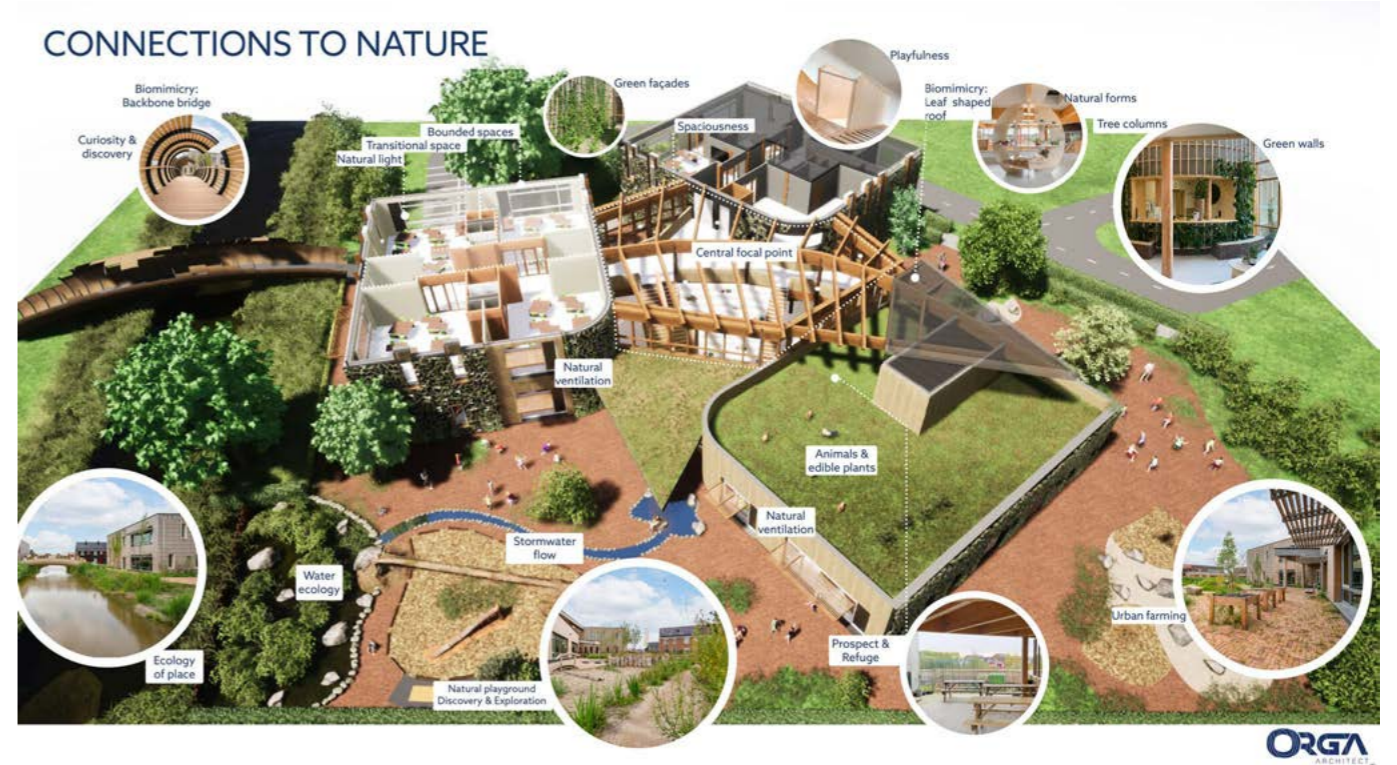 CONNECTIONS TO NATURE
Biomimicry:
Backbone bridge
Curiosity &
discovery
Bounded spaces
Transitional space
Natural light
Green façades
Spaciousness
Playfulness
Biomimicry:
Leaf shaped
roof
Natural forms
Tree columns
Green walls
Central focal point
Natural
ventilation
Animals &
edible plants
Natural
ventilation
Stormwater
flow
Water
ecology
Urban farming
Prospect &
Refuge
Ecology
of place
Natural playground
Discovery & Exploration
ORGA
ARCHITECT